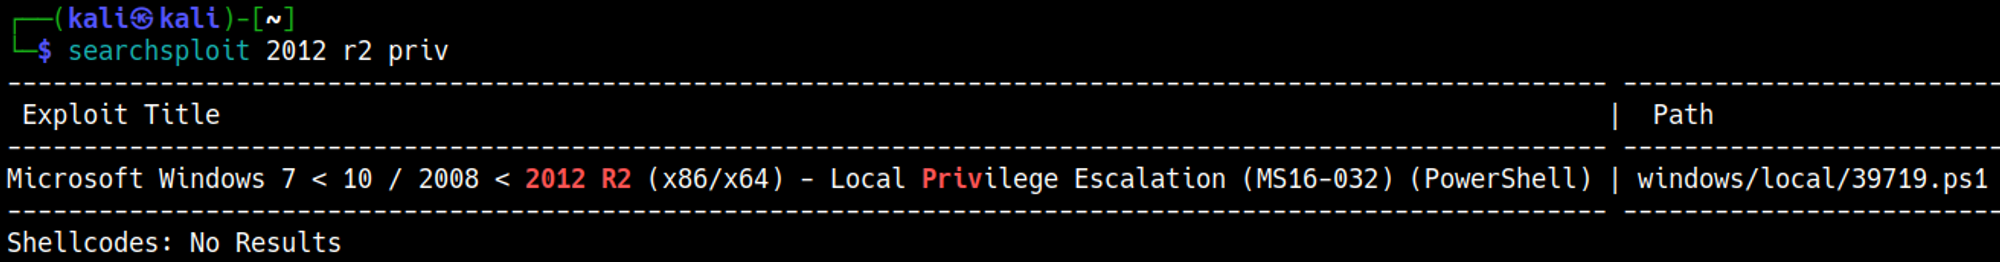 ┌──(kali㉿kali)-[~]
└─$ searchsploit 2012 r2 priv
Exploit Title | Path
Microsoft Windows 7 < 10 / 2008 < 2012 R2 (x86/x64) - Local Privilege Escalation (MS16-032) (PowerShell) | windows/local/39719.ps1
Shellcodes: No Results